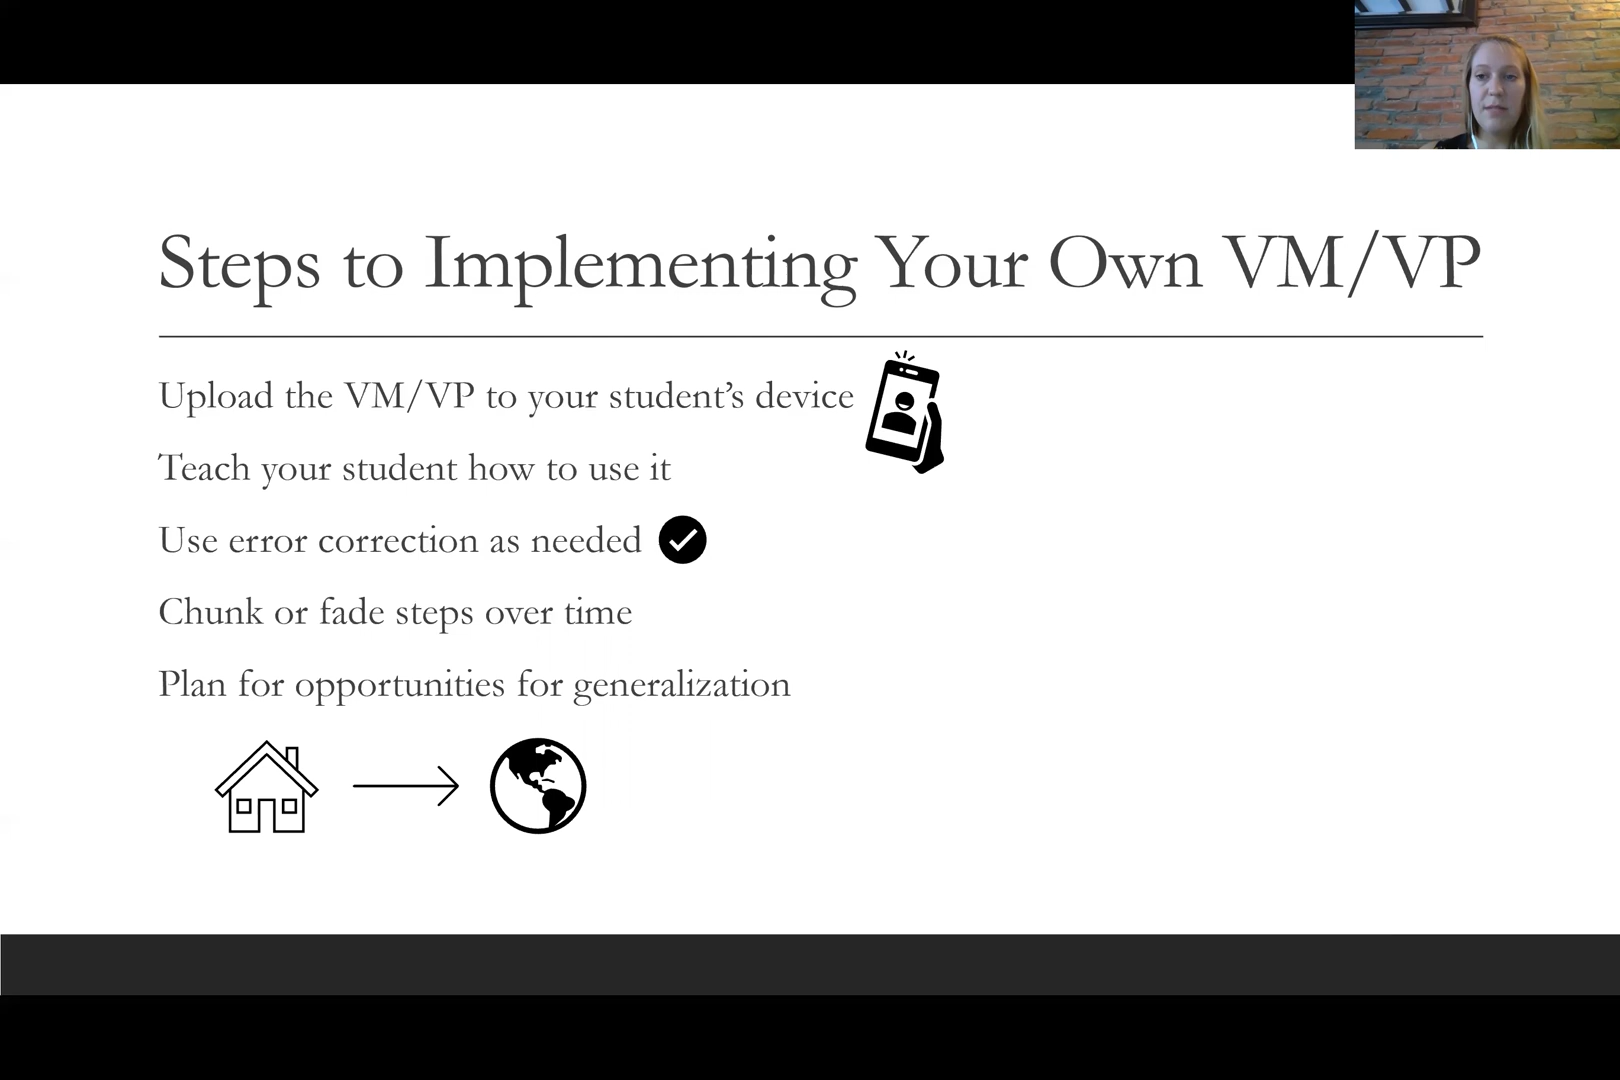 Steps to Implementing Your Own VM/VP
Upload the VM/VP to your student’s device
Teach your student how to use it
Use error correction as needed
Chunk or fade steps over time
Plan for opportunities for generalization